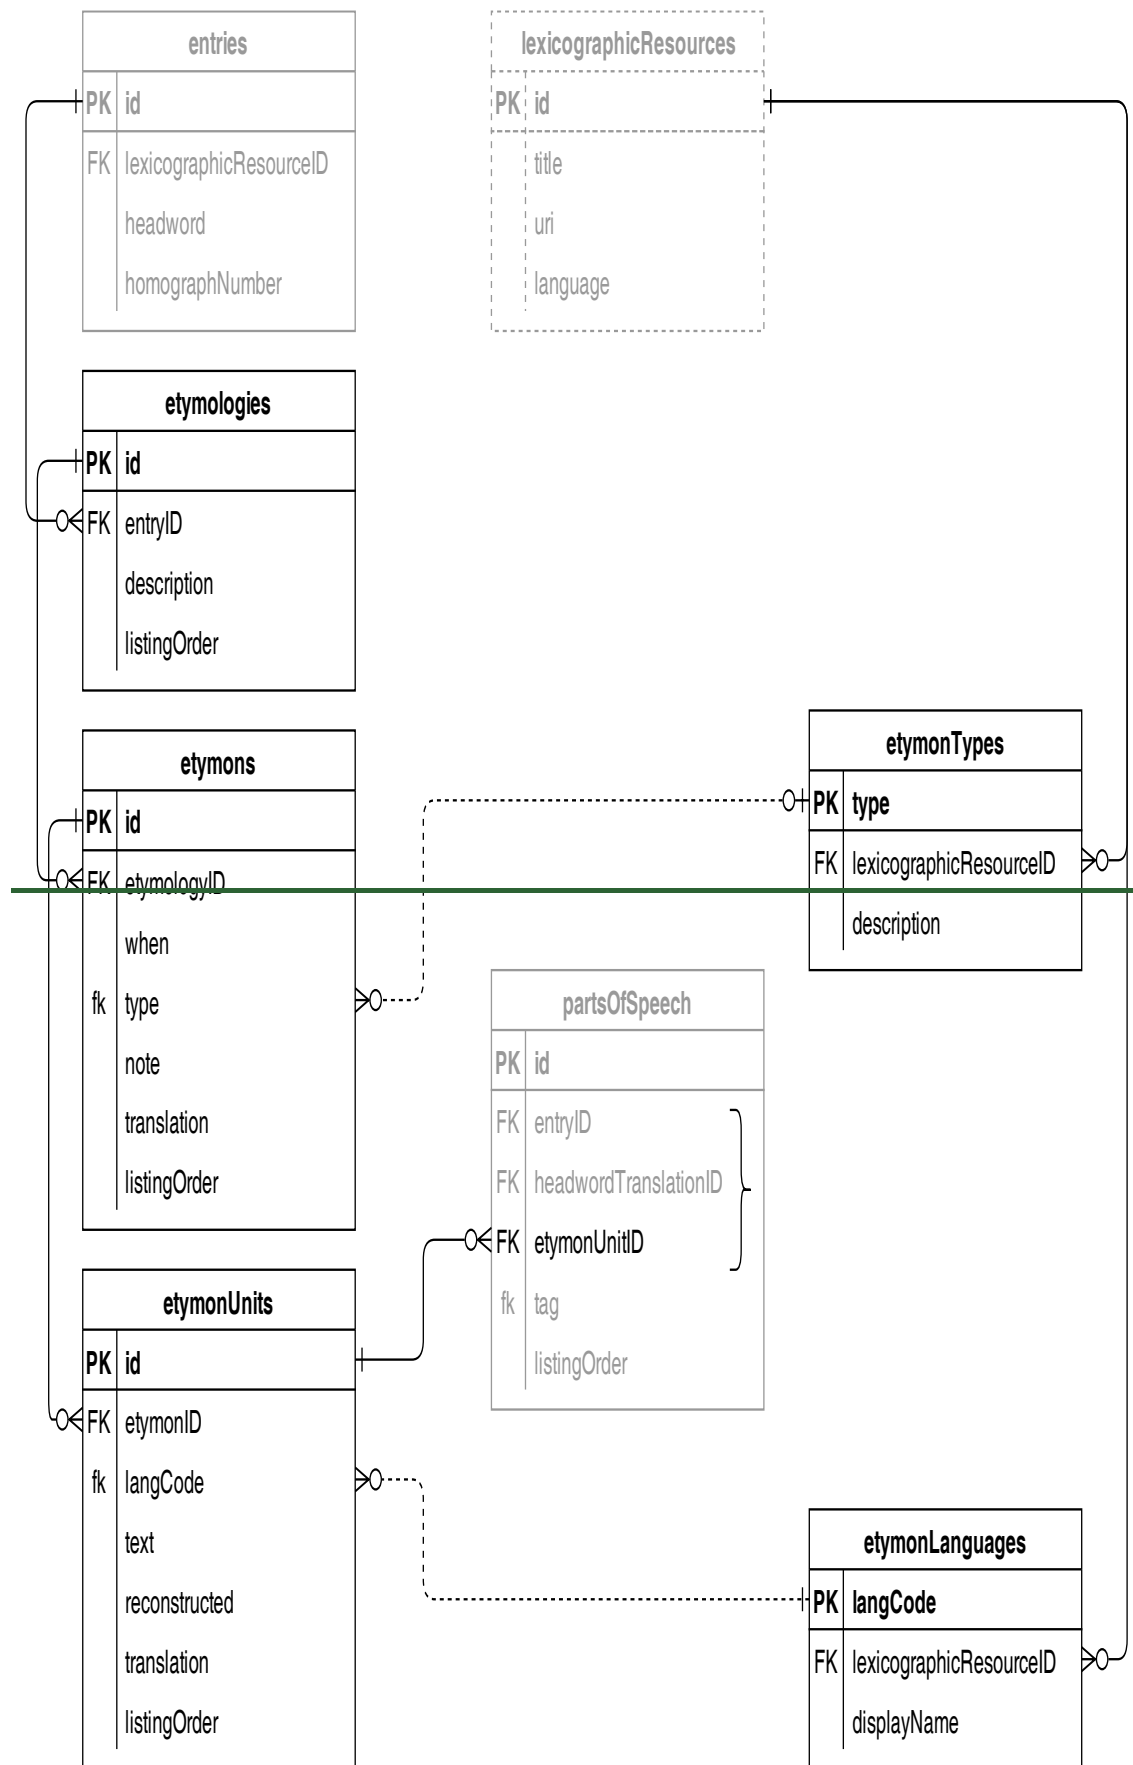 entries
PK id
FK lexicographicResourceID
headword
homographNumber
lexicographicResources
PK id
title
uri
language
etymologies
PK id
FK entryID
description
listingOrder
etymons
PK id
FK etymologyID
when
fk type
note
translation
listingOrder
etymonTypes
PK type
FK lexicographicResourceID
description
partsOfSpeech
PK id
FK entryID
FK headwordTranslationID
FK etymonUnitID
fk tag
listingOrder
etymonUnits
PK id
FK etymonID
fk langCode
text
reconstructed
translation
listingOrder
etymonLanguages
PK langCode
FK lexicographicResourceID
displayName